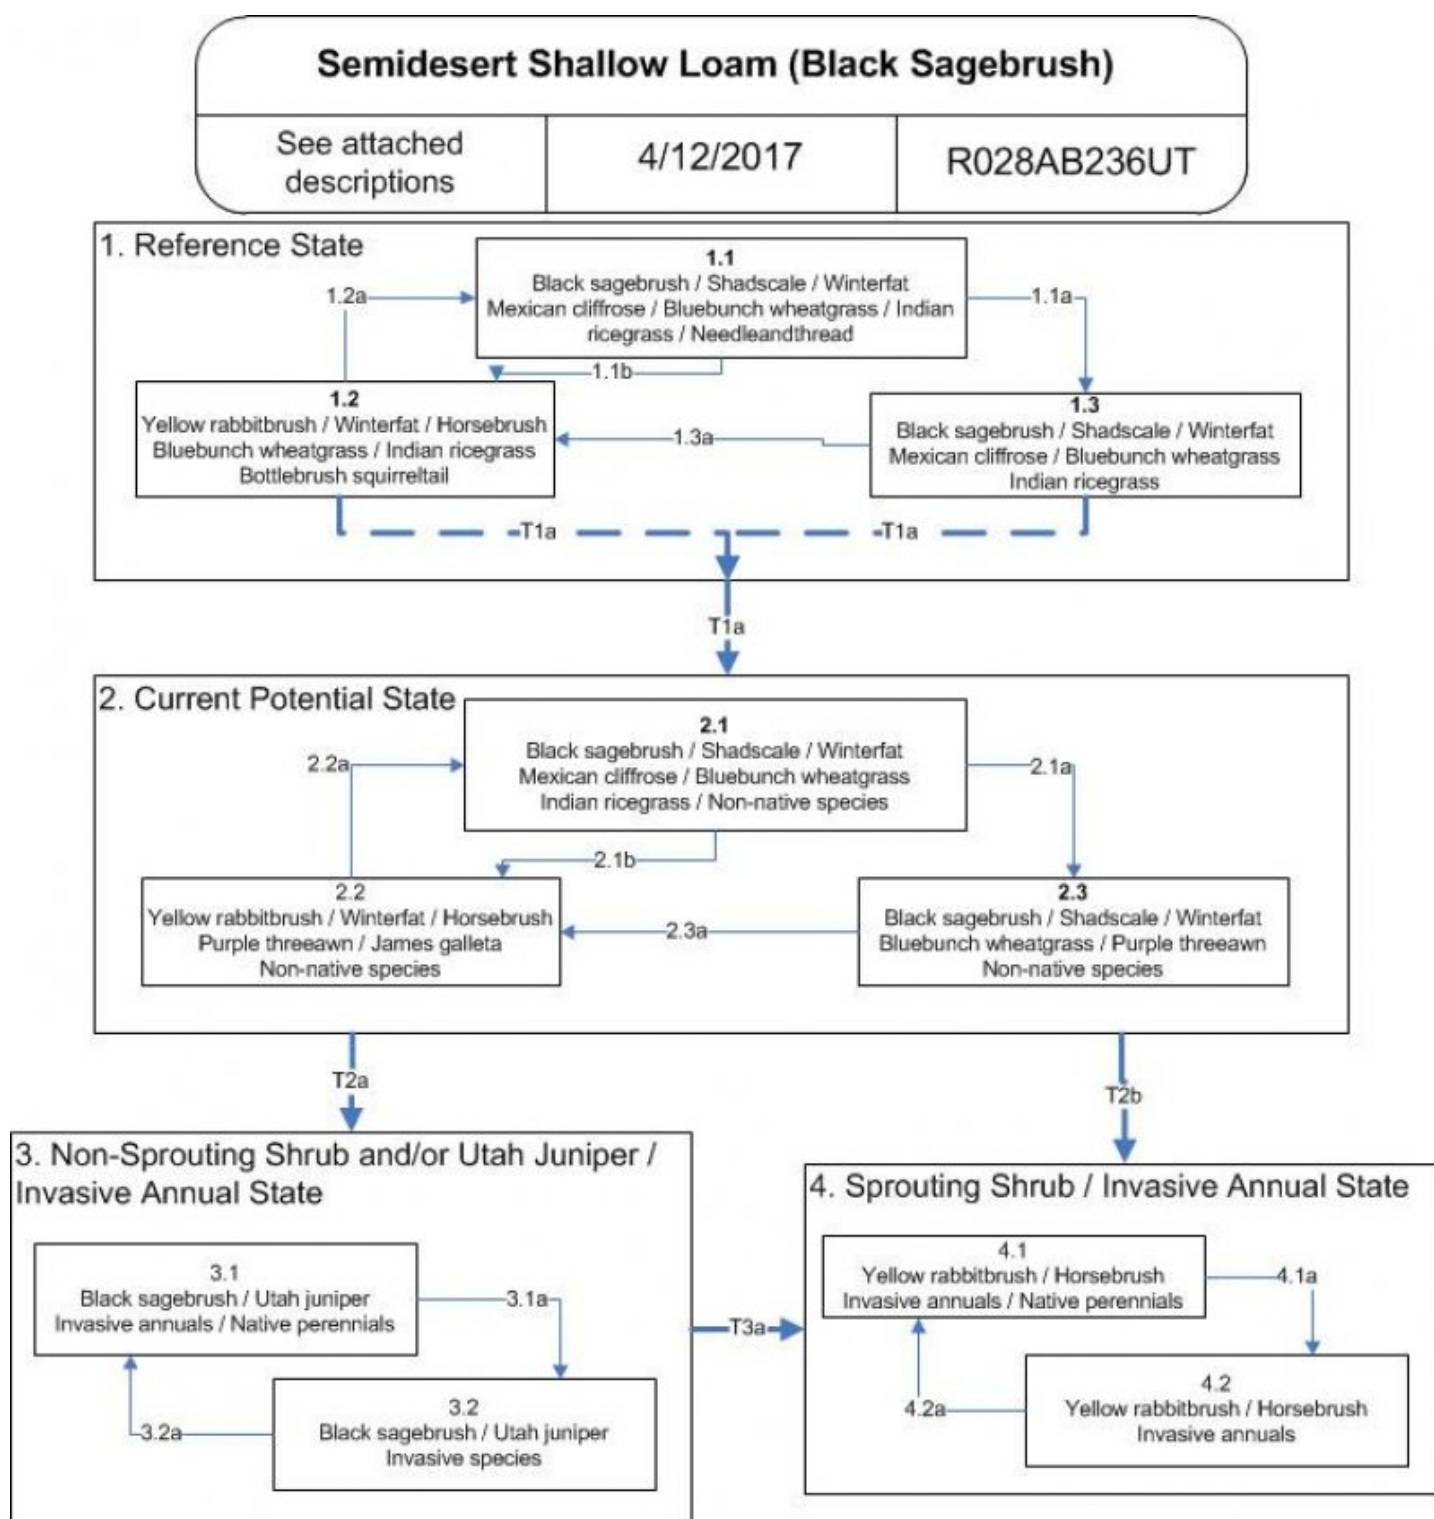 Semidesert Shallow Loam (Black Sagebrush)
See attached
descriptions
4/12/2017
R028AB236UT
1. Reference State
1.1
Black sagebrush / Shadscale / Winterfat
Mexican cliffrose / Bluebunch wheatgrass / Indian
ricegrass / Needleandthread
1.2a
1.1a
1.1b
1.2
Yellow rabbitbrush / Winterfat / Horsebrush
Bluebunch wheatgrass / Indian ricegrass
Bottlebrush squirreltail
1.3a
1.3
Black sagebrush / Shadscale / Winterfat
Mexican cliffrose / Bluebunch wheatgrass
Indian ricegrass
T1a
T1a
T1a
2. Current Potential State
2.1
Black sagebrush / Shadscale / Winterfat
Mexican cliffrose / Bluebunch wheatgrass
Indian ricegrass / Non-native species
2.2a
2.1a
2.1b
2.2
Yellow rabbitbrush / Winterfat / Horsebrush
Purple threeawn / James galleta
Non-native species
2.3a
2.3
Black sagebrush / Shadscale / Winterfat
Bluebunch wheatgrass / Purple threeawn
Non-native species
T2a
T2b
3. Non-Sprouting Shrub and/or Utah Juniper /
Invasive Annual State
3.1
Black sagebrush / Utah juniper
Invasive annuals / Native perennials
3.1a
3.2
Black sagebrush / Utah juniper
Invasive species
3.2a
T3a
4. Sprouting Shrub / Invasive Annual State
4.1
Yellow rabbitbrush / Horsebrush
Invasive annuals / Native perennials
4.1a
4.2
Yellow rabbitbrush / Horsebrush
Invasive annuals
4.2a